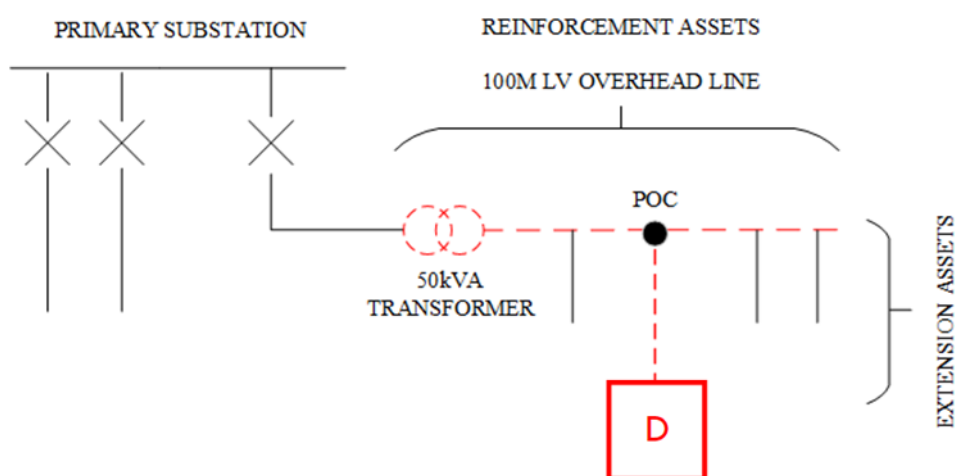 PRIMARY SUBSTATION
REINFORCEMENT ASSETS
100M LV OVERHEAD LINE
POC
50kVA
TRANSFORMER
EXTENSION ASSETS
D